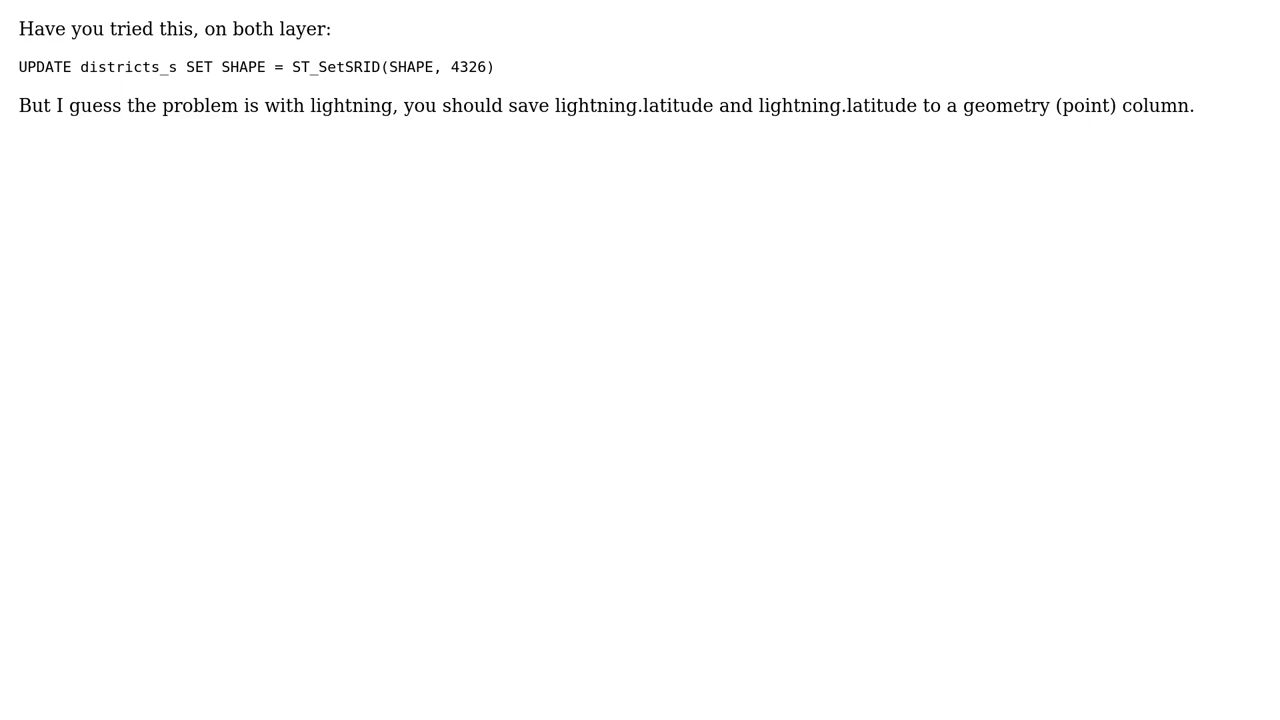 Have you tried this, on both layer:
UPDATE districts_s SET SHAPE = ST_SetSRID(SHAPE, 4326)
But I guess the problem is with lightning, you should save lightning.latitude and lightning.latitude to a geometry (point) column.